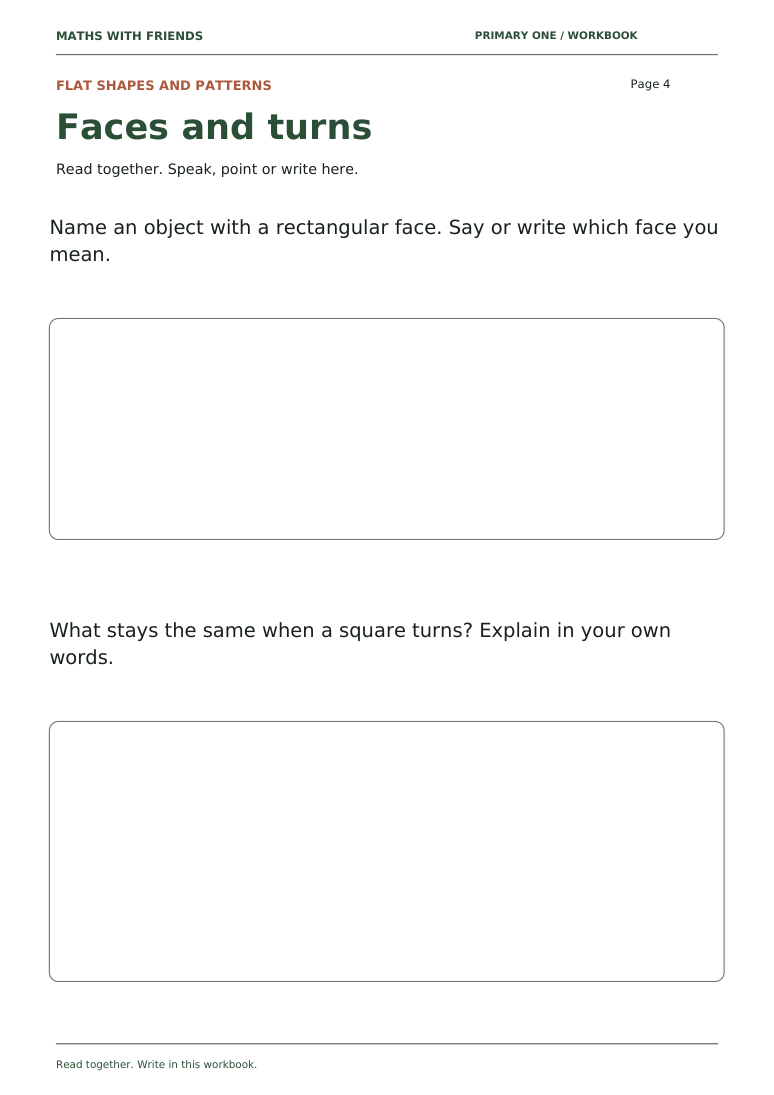 MATHS WITH FRIENDS
PRIMARY ONE / WORKBOOK
FLAT SHAPES AND PATTERNS
Page 4
Faces and turns
Read together. Speak, point or write here.
Name an object with a rectangular face. Say or write which face you
mean.
What stays the same when a square turns? Explain in your own
words.
Read together. Write in this workbook.